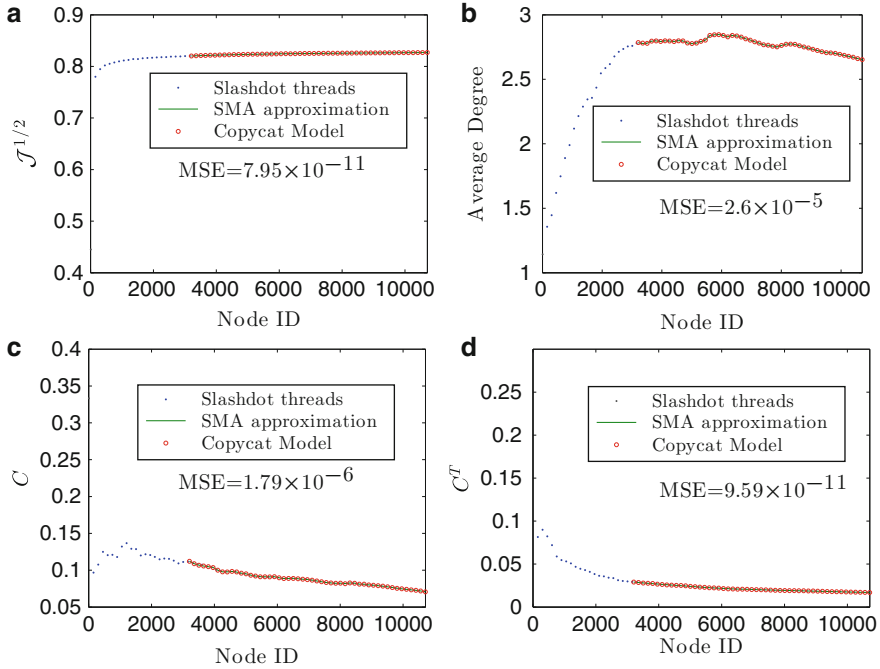 a
0.9
0.8
0.7
0.6
0.5
0.4
𝒥^{1/2}
Slashdot threads
SMA approximation
Copycat Model
MSE=7.95×10^{−11}
0 2000 4000 6000 8000 10000
Node ID
b
3
2.5
2
1.5
1
Average Degree
Slashdot threads
SMA approximation
Copycat Model
MSE=2.6×10^{−5}
0 2000 4000 6000 8000 10000
Node ID
c
0.4
0.35
0.3
0.25
0.2
0.15
0.1
0.05
C
Slashdot threads
SMA approximation
Copycat Model
MSE=1.79×10^{−6}
0 2000 4000 6000 8000 10000
Node ID
d
0.25
0.2
0.15
0.1
0.05
0
C^T
Slashdot threads
SMA approximation
Copycat Model
MSE=9.59×10^{−11}
0 2000 4000 6000 8000 10000
Node ID